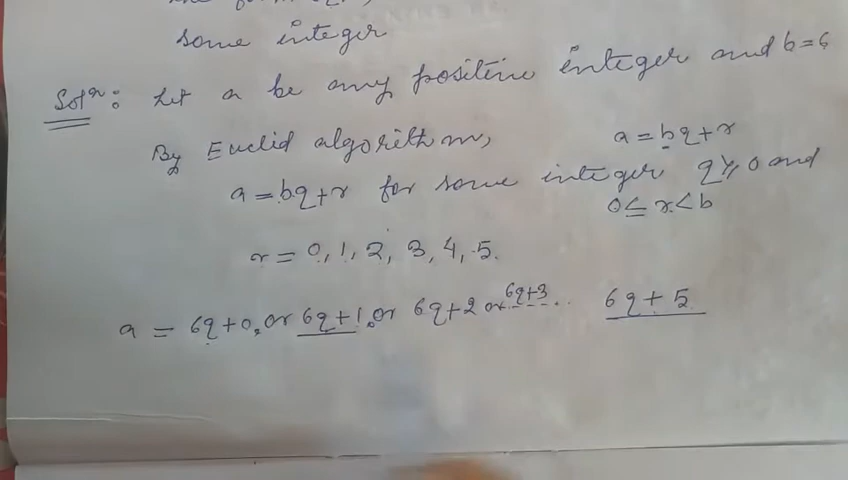 some integer
Solⁿ: Let a be any positive integer and b = 6
By Euclid algorithm, a = bq + r
a = bq + r for some integer q ≥ 0 and
0 ≤ r < b
r = 0, 1, 2, 3, 4, 5.
a = 6q + 0, or 6q + 1, or 6q + 2 or 6q+3 ... 6q + 5